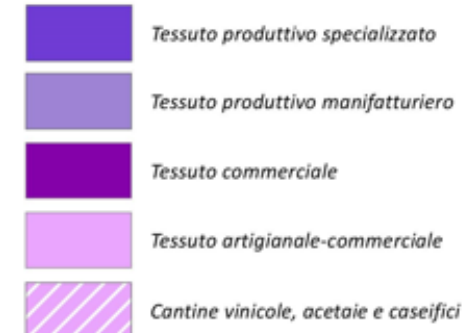 Tessuto produttivo specializzato
Tessuto produttivo manifatturiero
Tessuto commerciale
Tessuto artigianale-commerciale
Cantine vinicole, acetaie e caseifici